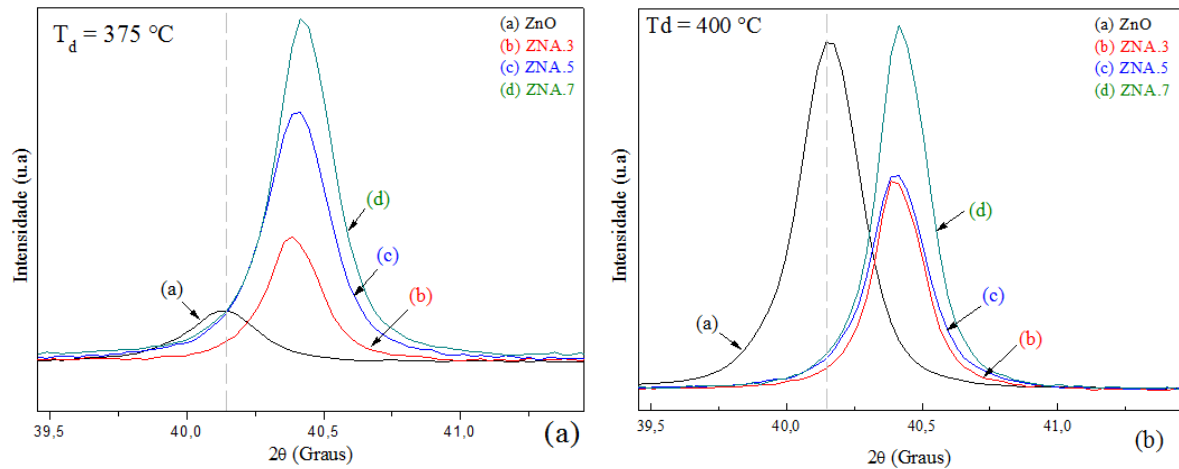 T_d = 375 °C
(a) ZnO
(b) ZNA.3
(c) ZNA.5
(d) ZNA.7
(d)
(c)
(a)
(b)
Intensidade (u.a)
39,5 40,0 40,5 41,0
2θ (Graus)
(a)
Td = 400 °C
(a) ZnO
(b) ZNA.3
(c) ZNA.5
(d) ZNA.7
(d)
(c)
(a)
(b)
Intensidade (u.a)
39,5 40,0 40,5 41,0
2θ (Graus)
(b)